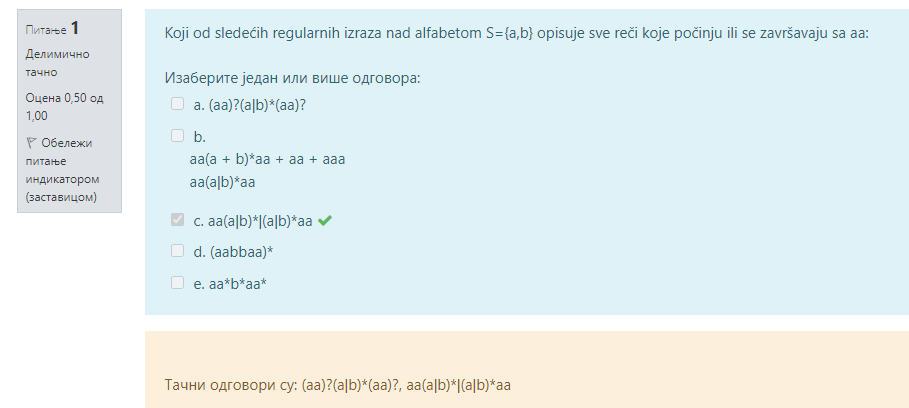 Питање 1
Делимично
тачно
Оцена 0,50 од
1,00
Обележи
питање
индикатором
(заставицом)
Koji od sledećih regularnih izraza nad alfabetom S={a,b} opisuje sve reči koje počinju ili se završavaju sa aa:
Изаберите један или више одговора:
a. (aa)?(a|b)*(aa)?
b.
aa(a + b)*aa + aa + aaa
aa(a|b)*aa
c. aa(a|b)*|(a|b)*aa
d. (aabbaa)*
e. aa*b*aa*
Тачни одговори су: (aa)?(a|b)*(aa)?, aa(a|b)*|(a|b)*aa